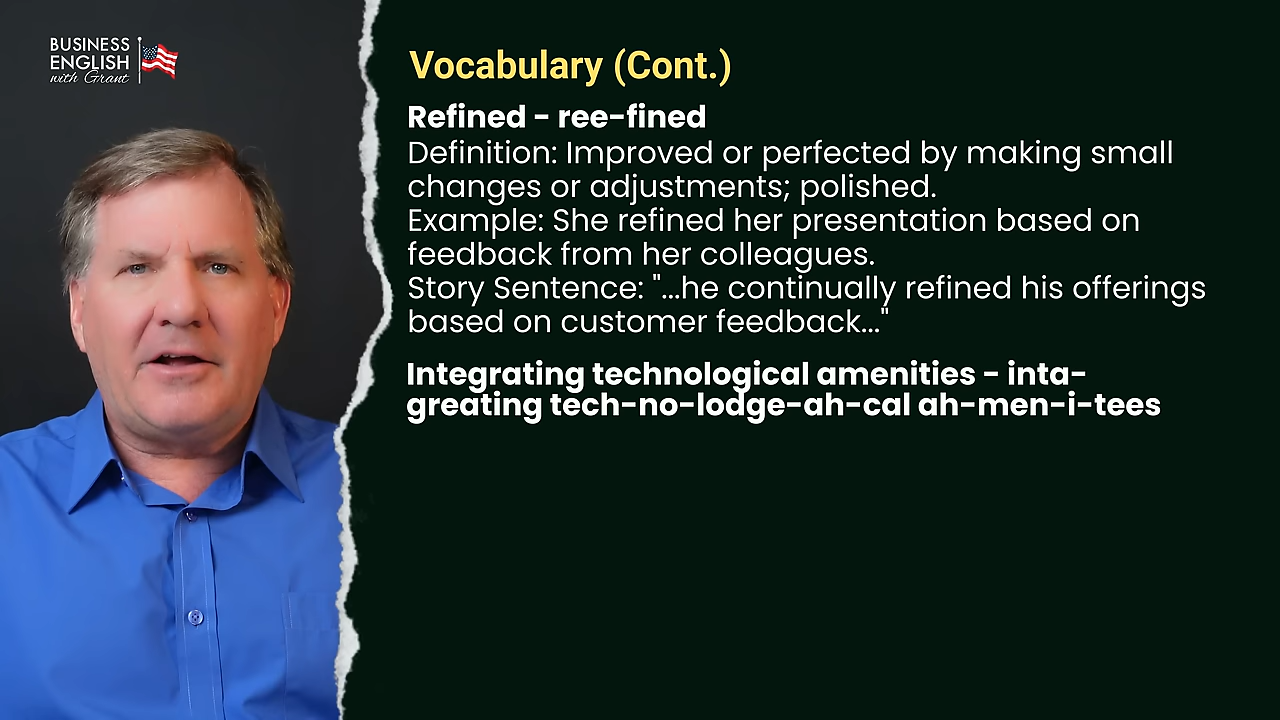 BUSINESS
ENGLISH
with Grant
Vocabulary (Cont.)
Refined - ree-fined
Definition: Improved or perfected by making small
changes or adjustments; polished.
Example: She refined her presentation based on
feedback from her colleagues.
Story Sentence: "...he continually refined his offerings
based on customer feedback..."
Integrating technological amenities - inta-
greating tech-no-lodge-ah-cal ah-men-i-tees